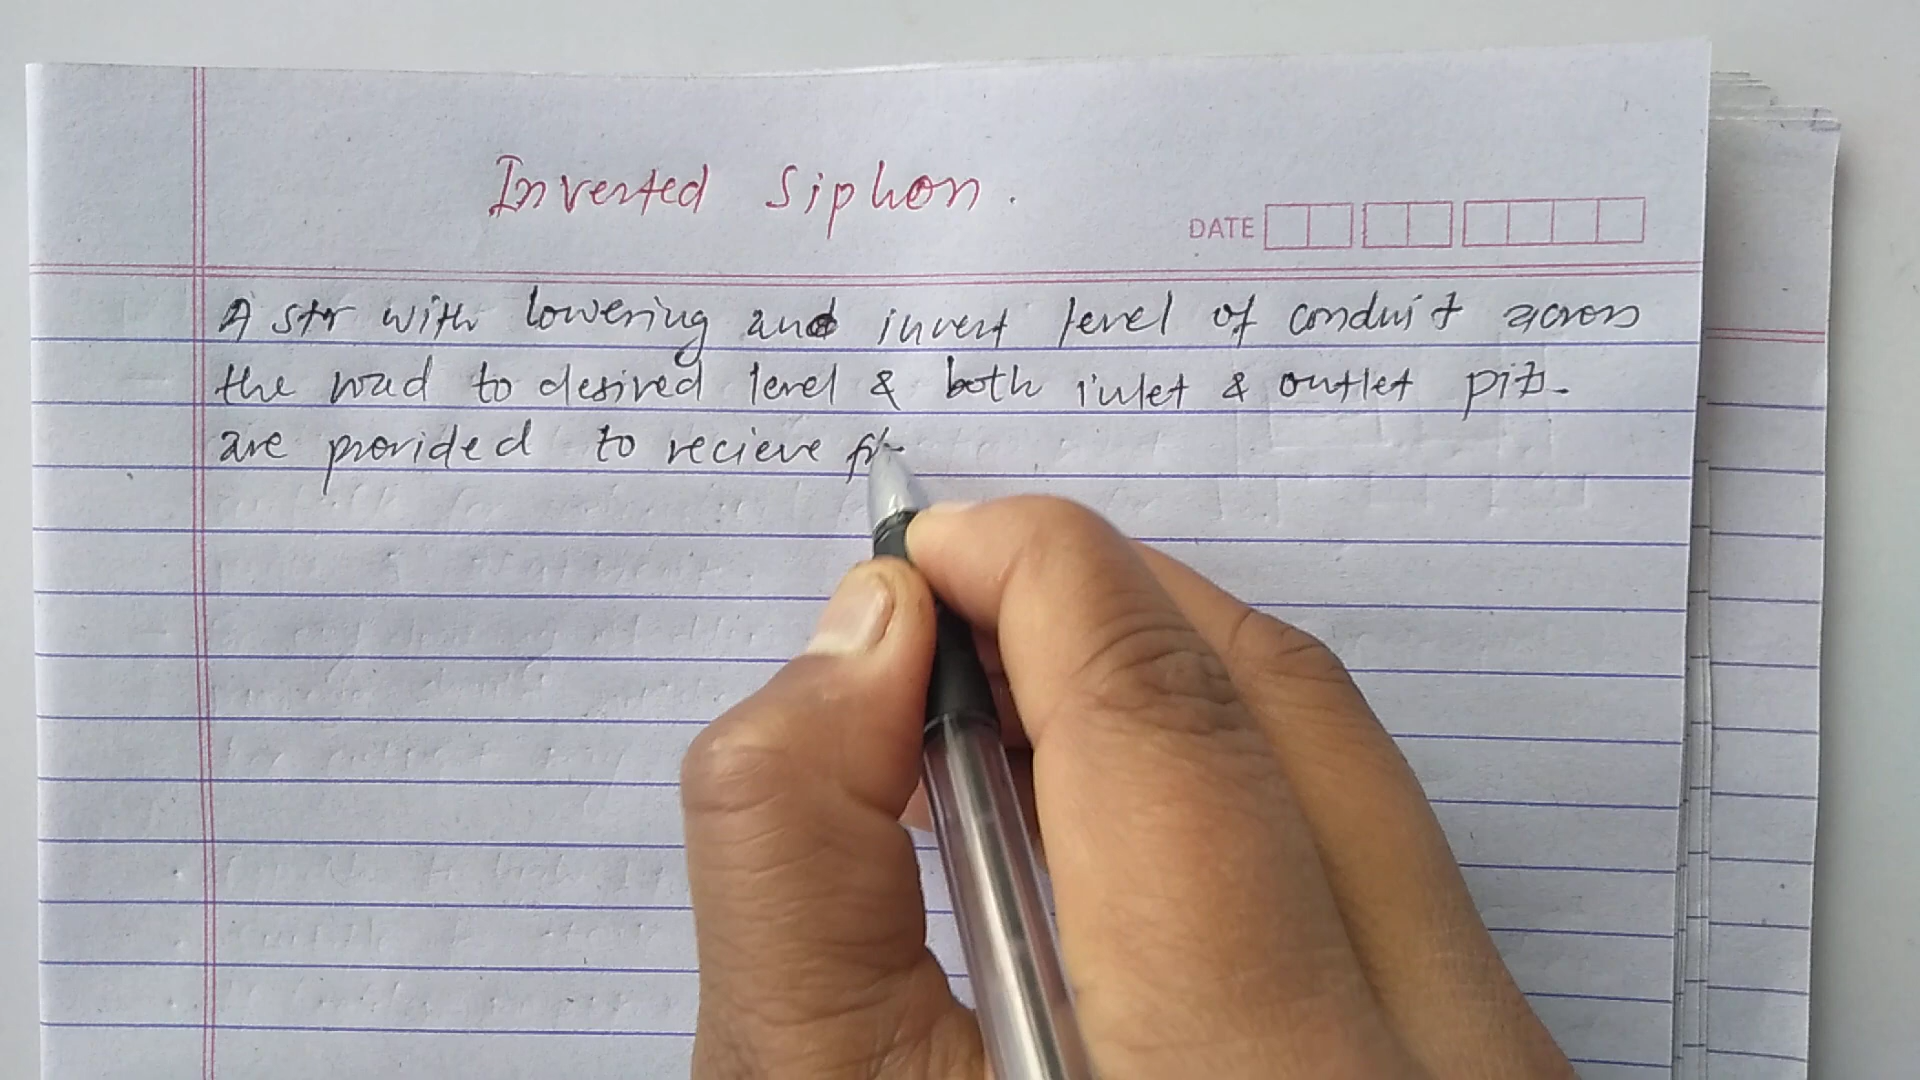 Inverted Siphon.
DATE
A str with lowering and invert level of conduit across
the road to desired level & both inlet & outlet pit
are provided to recieve